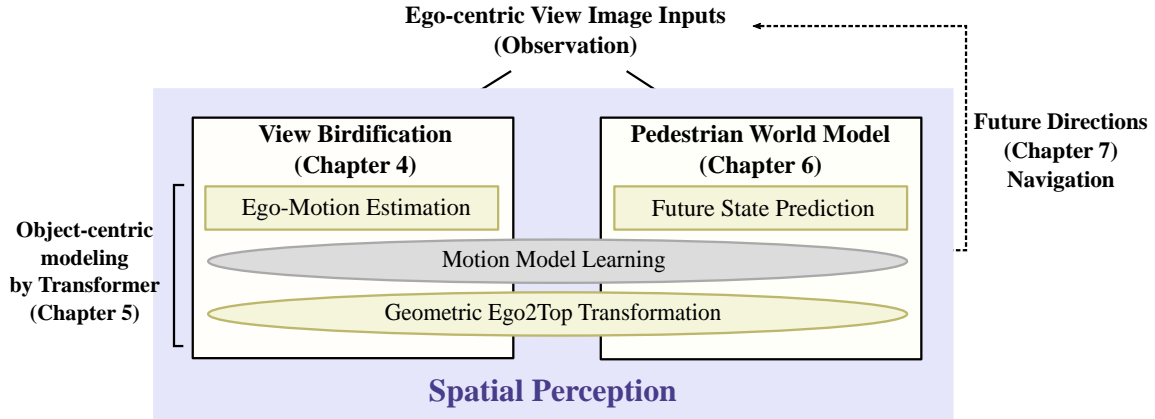 Ego-centric View Image Inputs
(Observation)
View Birdification
(Chapter 4)
Pedestrian World Model
(Chapter 6)
Future Directions
(Chapter 7)
Navigation
Ego-Motion Estimation
Future State Prediction
Object-centric
modeling
by Transformer
(Chapter 5)
Motion Model Learning
Geometric Ego2Top Transformation
Spatial Perception